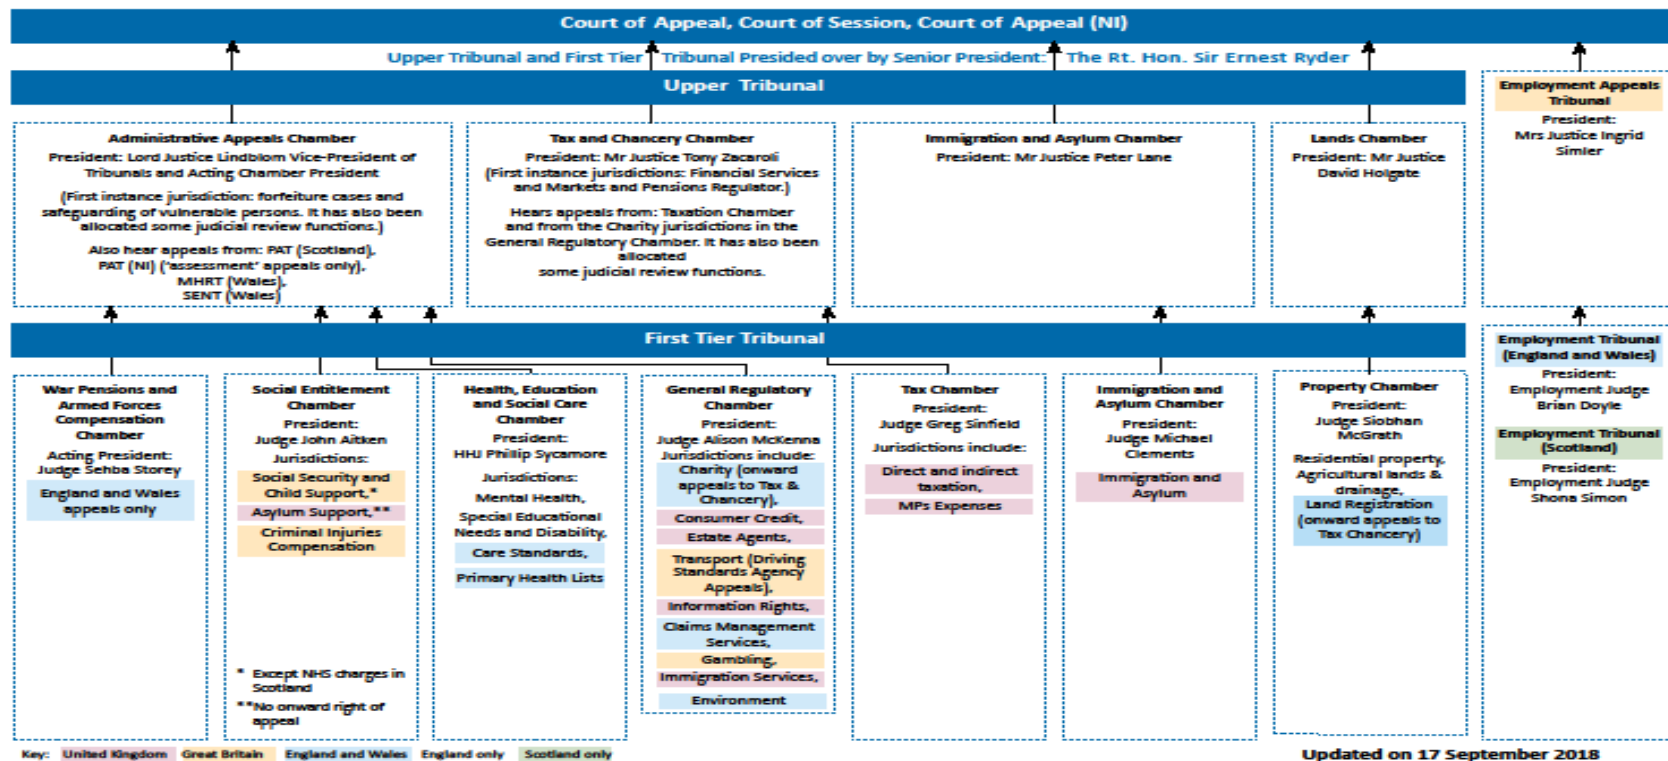 Court of Appeal, Court of Session, Court of Appeal (NI)
Upper Tribunal and First Tier Tribunal Presided over by Senior President: The Rt. Hon. Sir Ernest Ryder
Upper Tribunal
Administrative Appeals Chamber
President: Lord Justice Lindblom Vice-President of
Tribunals and Acting Chamber President
(First instance jurisdiction: forfeiture cases and
safeguarding of vulnerable persons. It has also been
allocated some judicial review functions.)
Also hear appeals from: PAT (Scotland),
PAT (NI) ('assessment' appeals only),
MHRT (Wales),
SENT (Wales)
Tax and Chancery Chamber
President: Mr Justice Tony Zacaroli
(First instance jurisdictions: Financial Services
and Markets and Pensions Regulator.)
Hears appeals from: Taxation Chamber
and from the Charity jurisdictions in the
General Regulatory Chamber. It has also been
allocated
some judicial review functions.
Immigration and Asylum Chamber
President: Mr Justice Peter Lane
Lands Chamber
President: Mr Justice
David Holgate
Employment Appeals
Tribunal
President:
Mrs Justice Ingrid
Simler
First Tier Tribunal
War Pensions and
Armed Forces
Compensation
Chamber
Acting President:
Judge Sehba Storey
England and Wales
appeals only
Social Entitlement
Chamber
President:
Judge John Aitken
Jurisdictions:
Social Security and
Child Support,*
Asylum Support,**
Criminal Injuries
Compensation
* Except NHS charges in
Scotland
**No onward right of
appeal
Health, Education
and Social Care
Chamber
President:
HHJ Phillip Sycamore
Jurisdictions:
Mental Health,
Special Educational
Needs and Disability,
Care Standards,
Primary Health Lists
General Regulatory
Chamber
President:
Judge Alison McKenna
Jurisdictions include:
Charity (onward
appeals to Tax &
Chancery),
Consumer Credit,
Estate Agents,
Transport (Driving
Standards Agency
Appeals),
Information Rights,
Claims Management
Services,
Gambling,
Immigration Services,
Environment
Tax Chamber
President:
Judge Greg Sinfield
Jurisdictions include:
Direct and indirect
taxation,
MPs Expenses
Immigration and
Asylum Chamber
President:
Judge Michael
Clements
Immigration and
Asylum
Property Chamber
President:
Judge Siobhan
McGrath
Residential property,
Agricultural lands &
drainage,
Land Registration
(onward appeals to
Tax Chancery)
Employment Tribunal
(England and Wales)
President:
Employment Judge
Brian Doyle
Employment Tribunal
(Scotland)
President:
Employment Judge
Shona Simon
Key: United Kingdom Great Britain England and Wales England only Scotland only
Updated on 17 September 2018